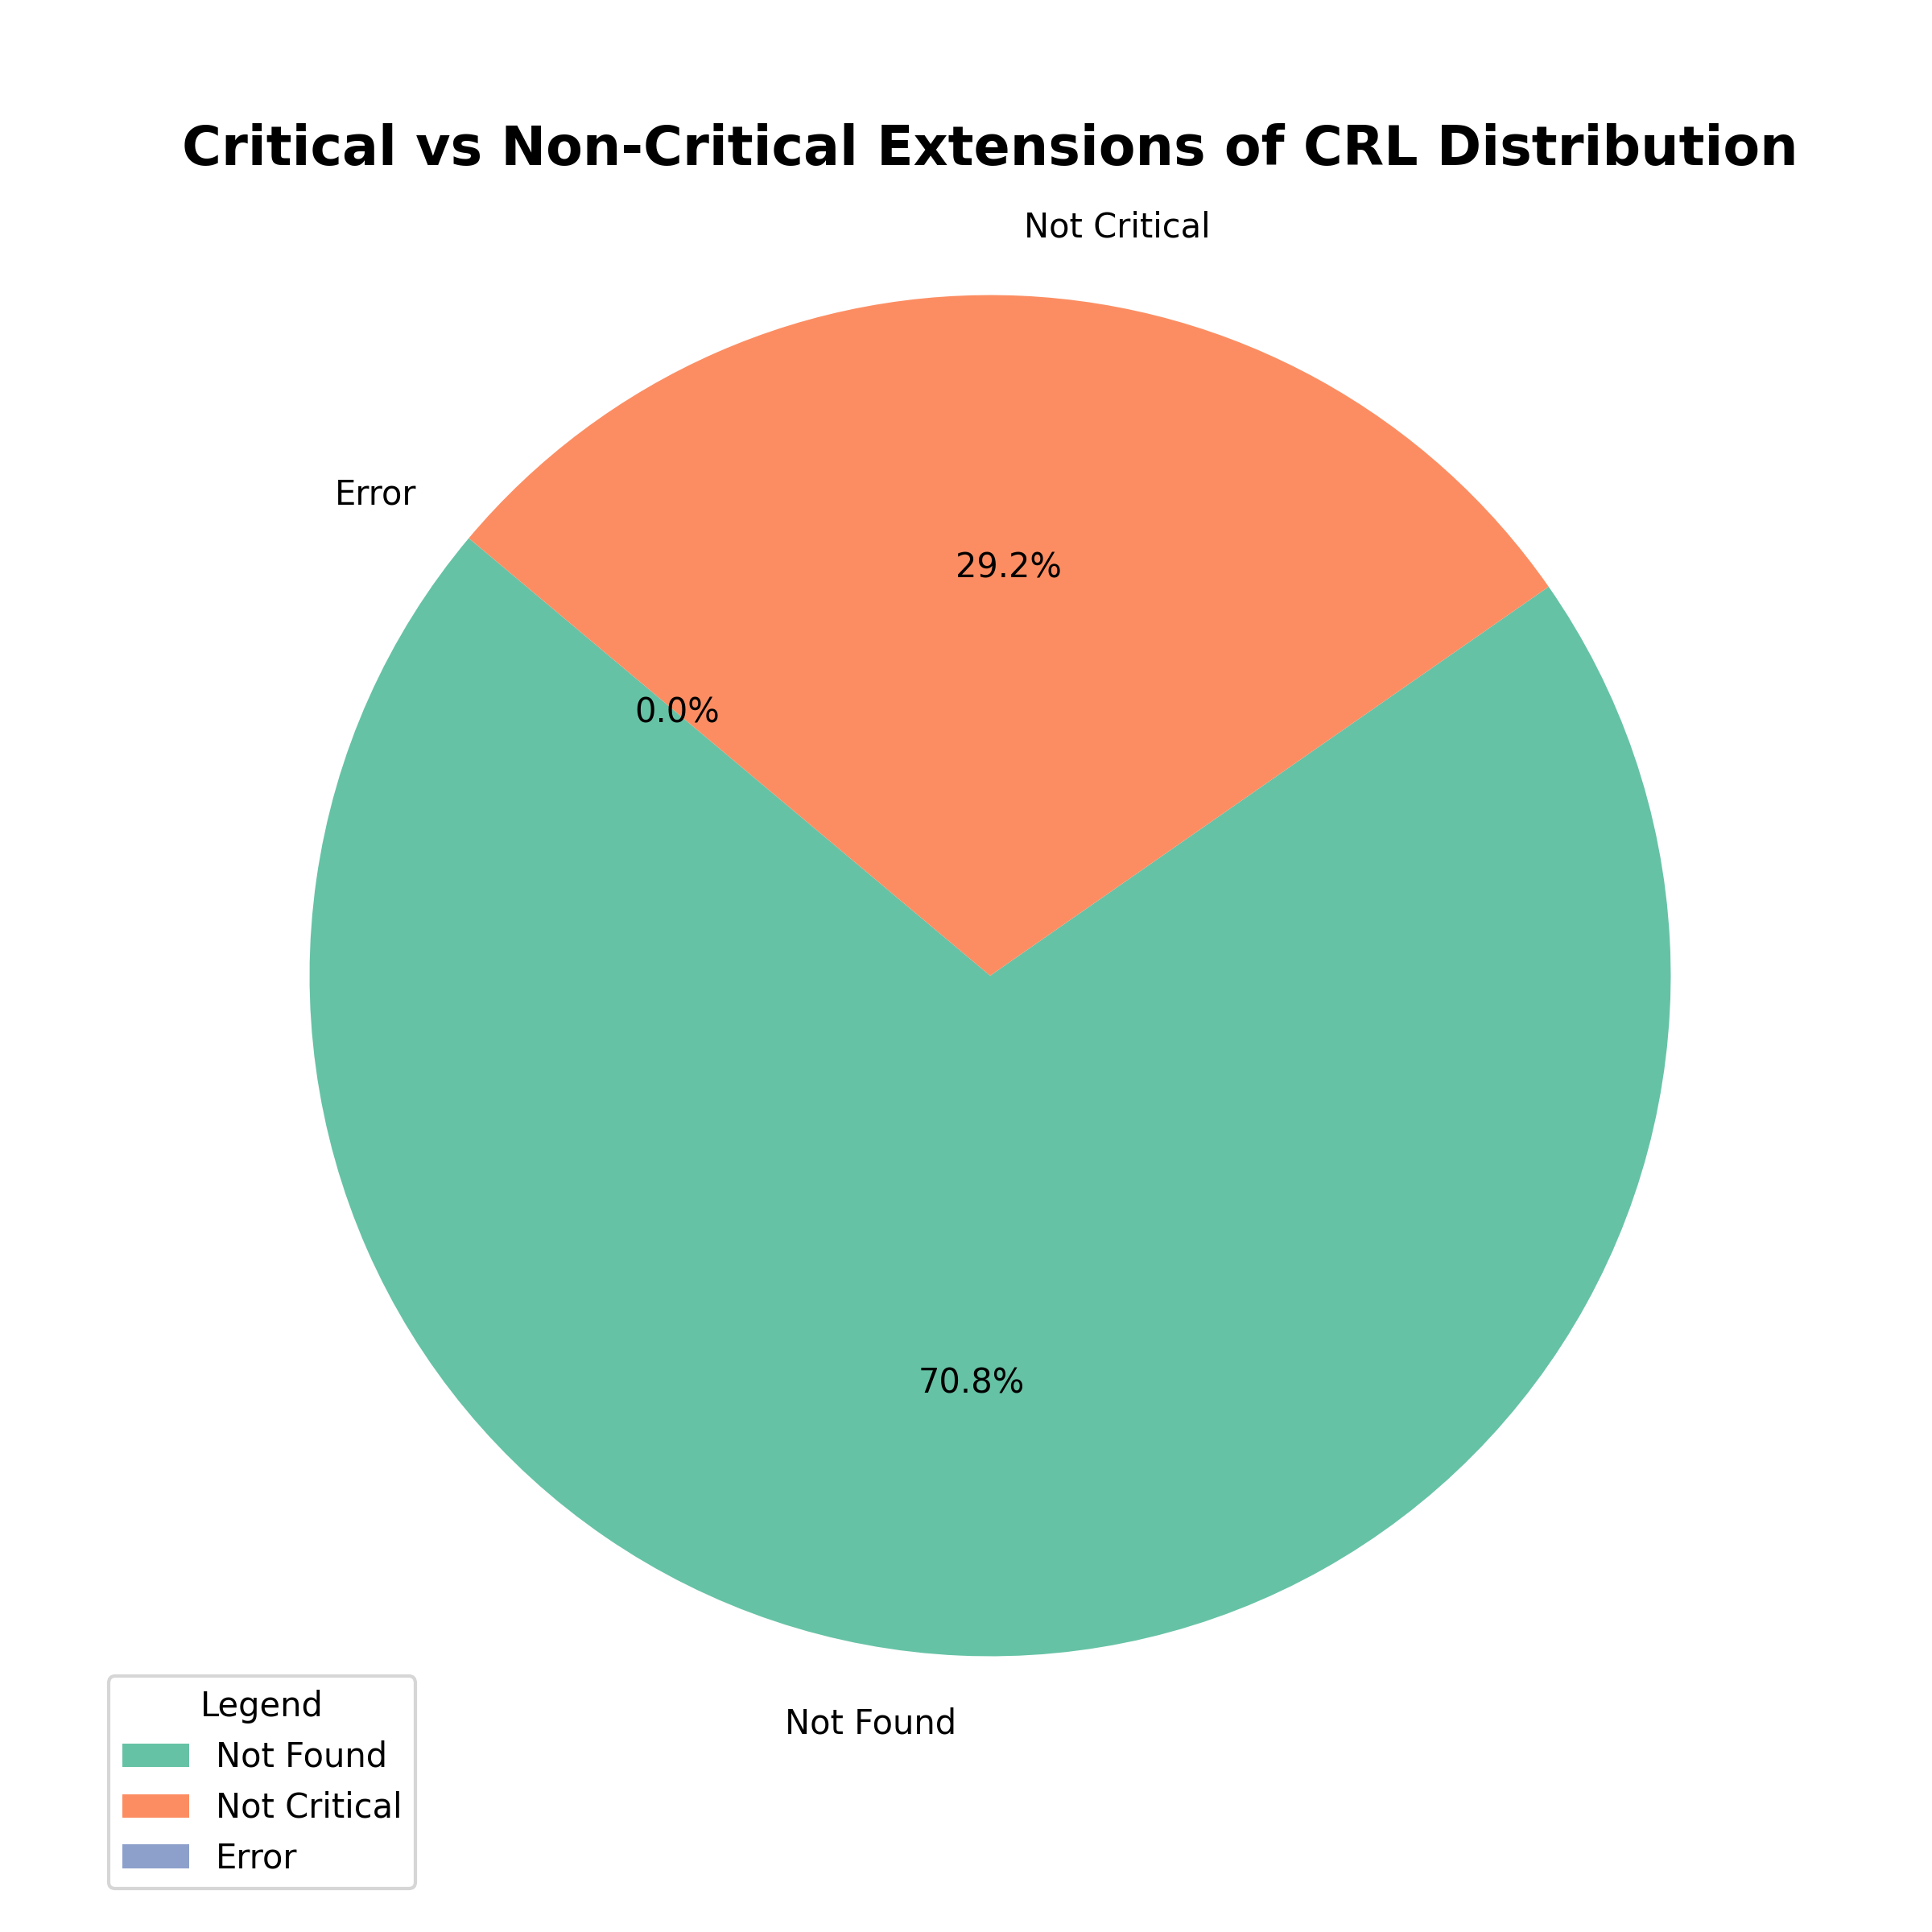 Critical vs Non-Critical Extensions of CRL Distribution
Not Critical
Error
29.2%
0.0%
70.8%
Not Found
Legend
Not Found
Not Critical
Error